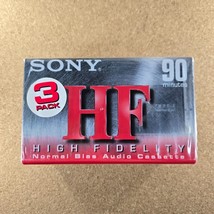 SONY
90
minutes
3
PACK
HF
HIGH FIDELITY
Normal Bias Audio Cassette